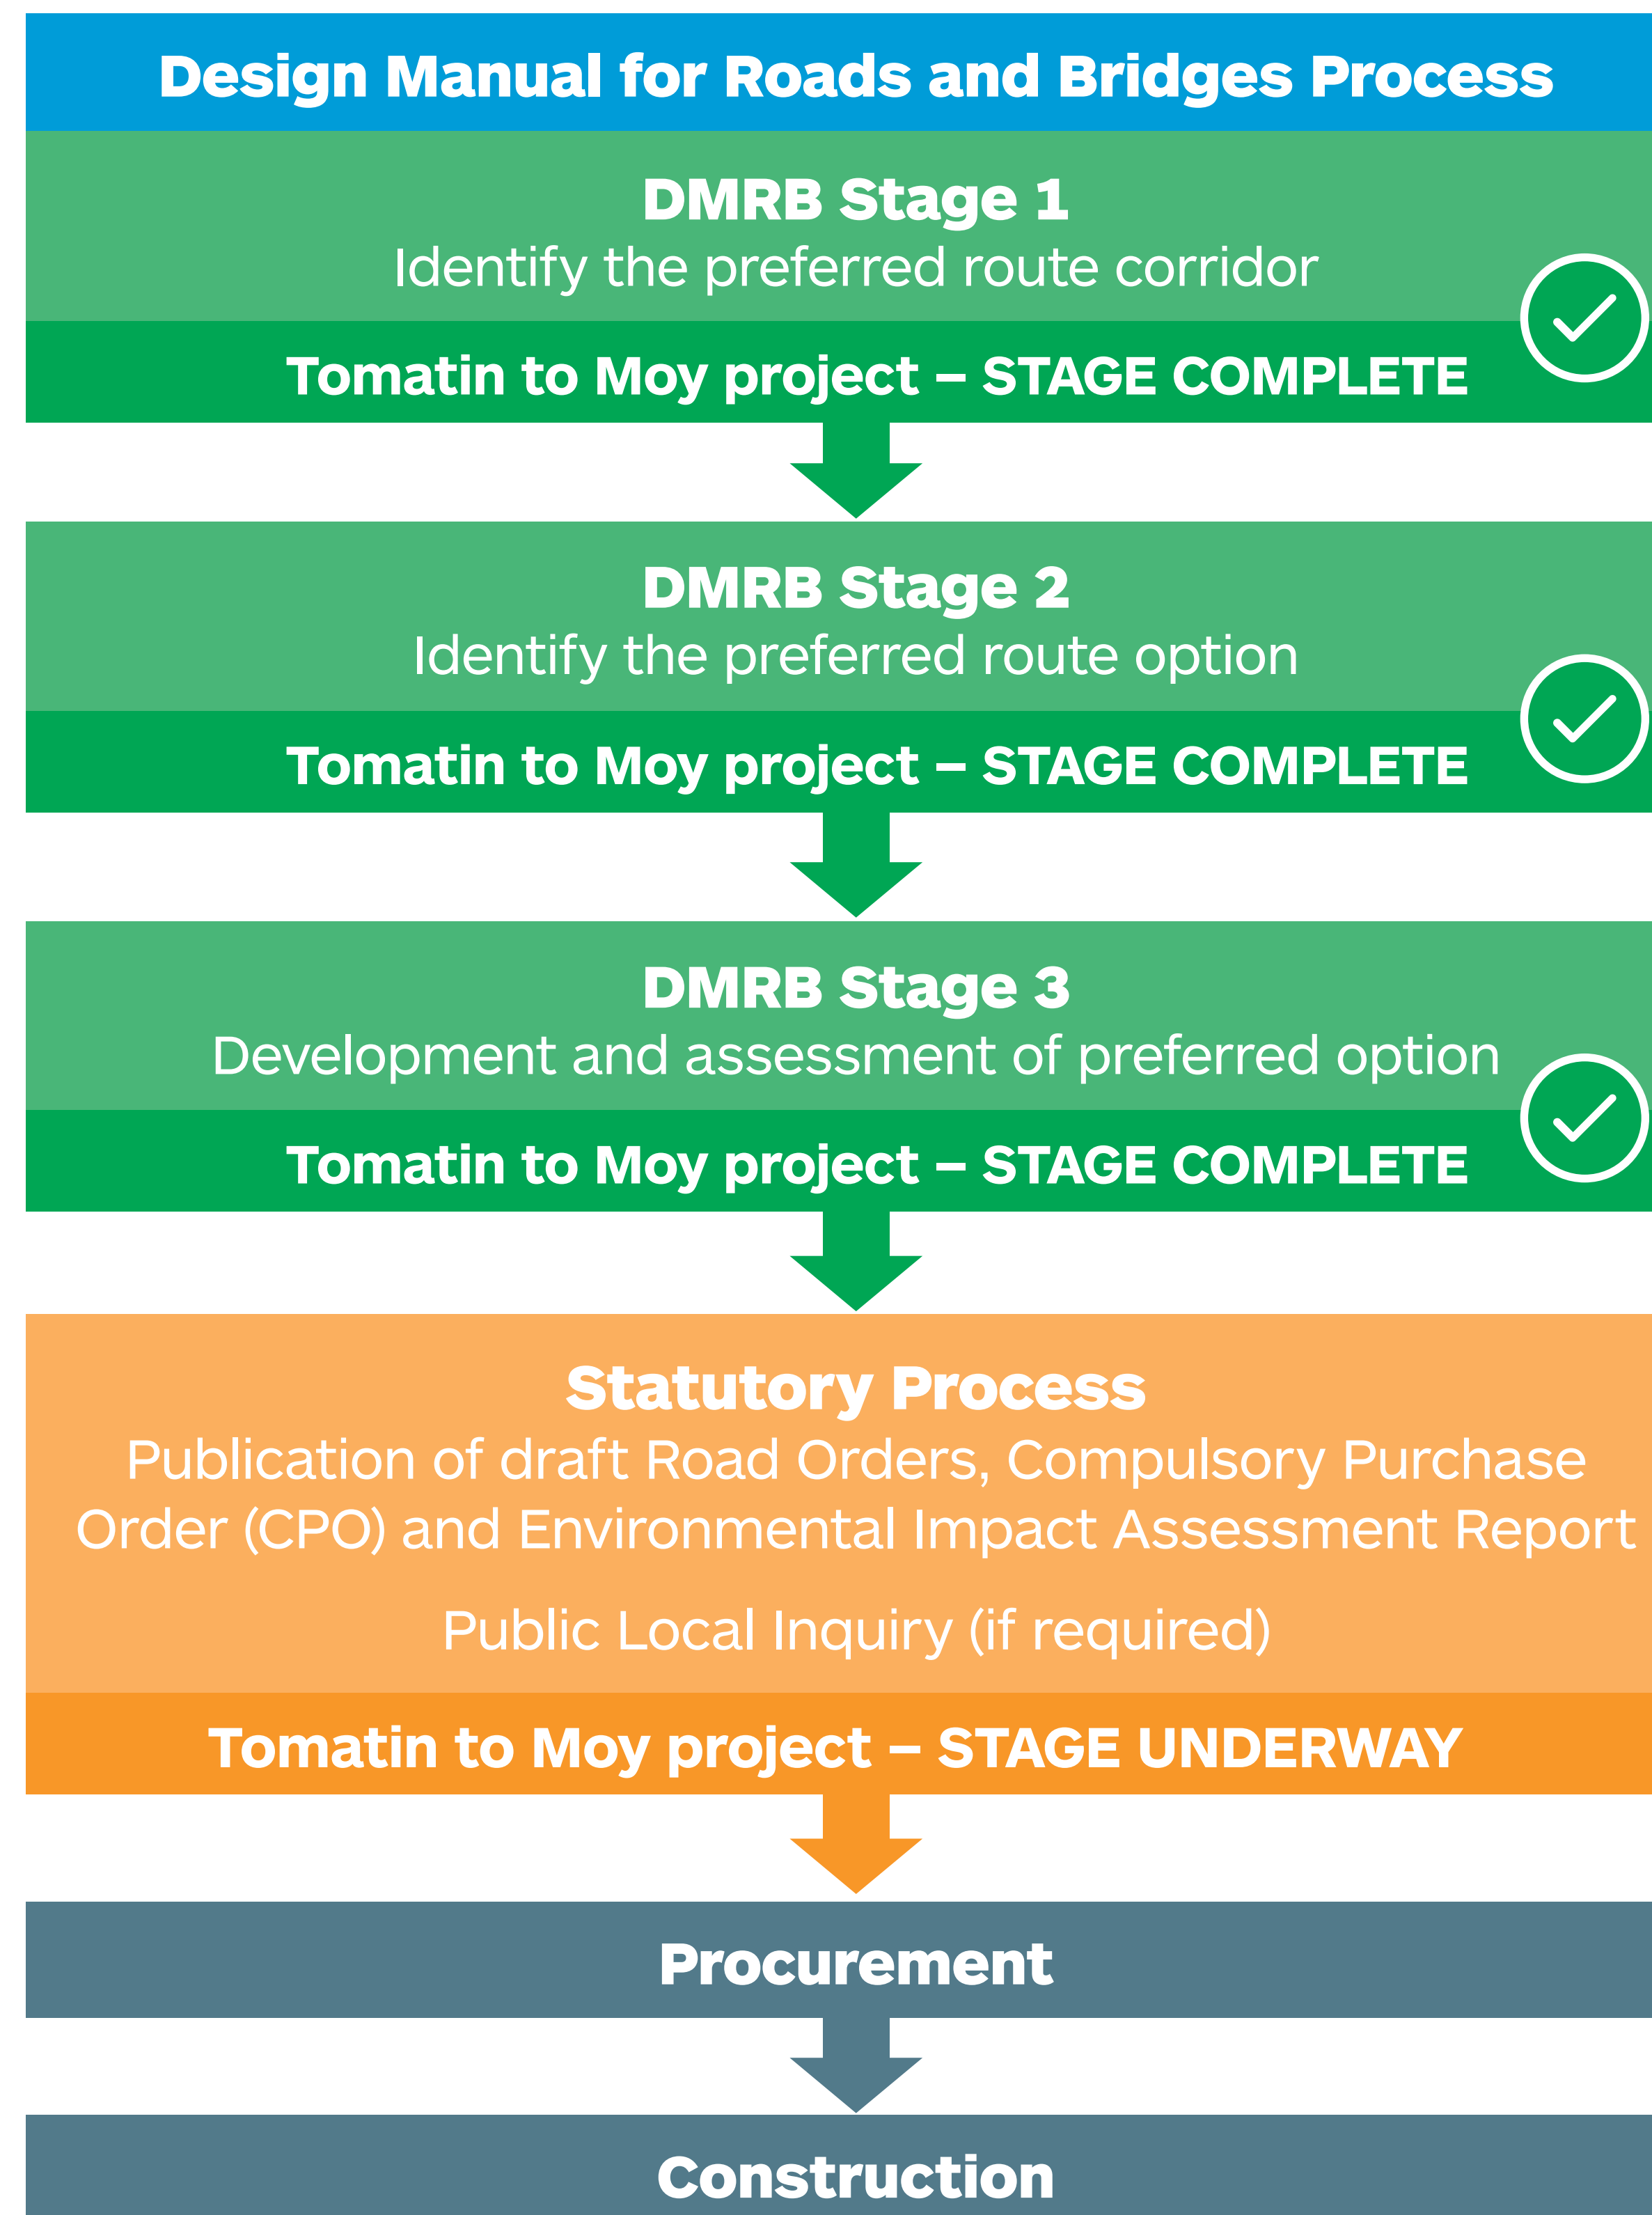 Design Manual for Roads and Bridges Process
DMRB Stage 1
Identify the preferred route corridor
Tomatin to Moy project – STAGE COMPLETE
DMRB Stage 2
Identify the preferred route option
Tomatin to Moy project – STAGE COMPLETE
DMRB Stage 3
Development and assessment of preferred option
Tomatin to Moy project – STAGE COMPLETE
Statutory Process
Publication of draft Road Orders, Compulsory Purchase
Order (CPO) and Environmental Impact Assessment Report
Public Local Inquiry (if required)
Tomatin to Moy project – STAGE UNDERWAY
Procurement
Construction